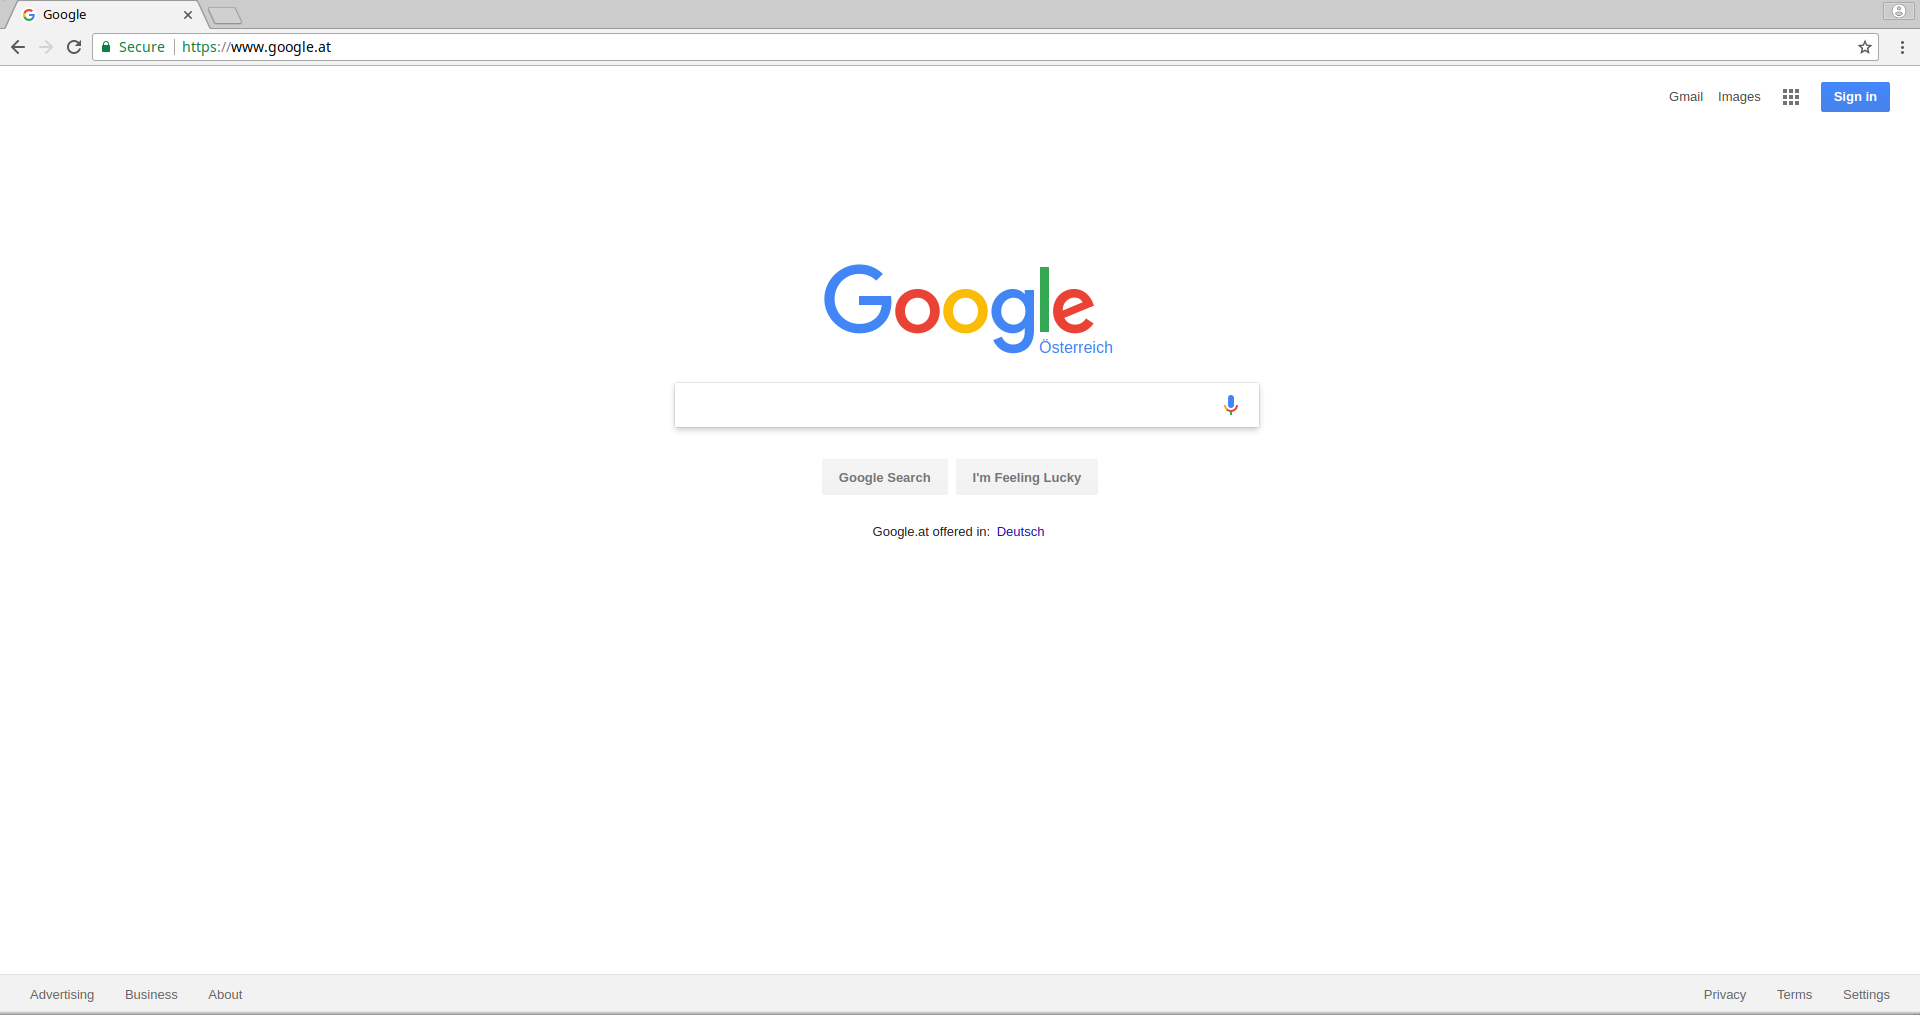 Google
Secure https://www.google.at
Gmail Images Sign in
Google
Österreich
Google Search I'm Feeling Lucky
Google.at offered in: Deutsch
Advertising Business About Privacy Terms Settings